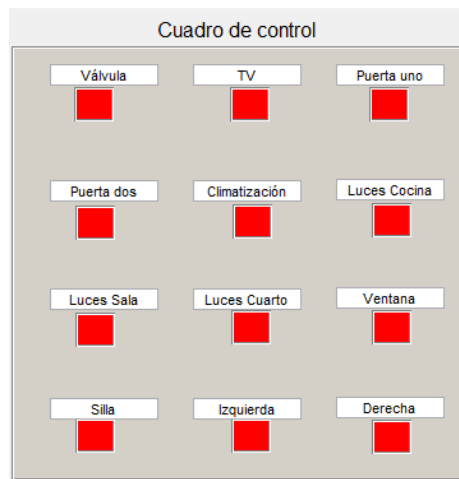 Cuadro de control
Válvula
TV
Puerta uno
Puerta dos
Climatización
Luces Cocina
Luces Sala
Luces Cuarto
Ventana
Silla
Izquierda
Derecha